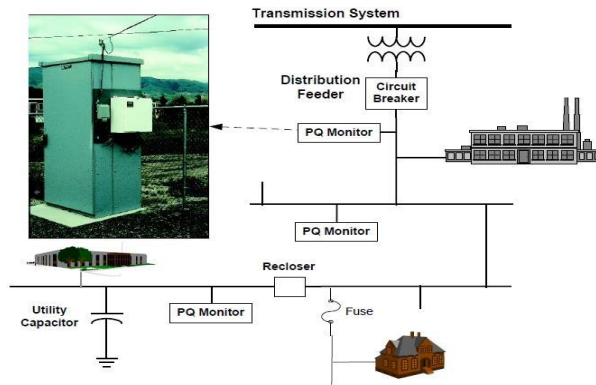 Transmission System
Distribution
Feeder
Circuit
Breaker
PQ Monitor
PQ Monitor
Recloser
Utility
Capacitor
PQ Monitor
Fuse